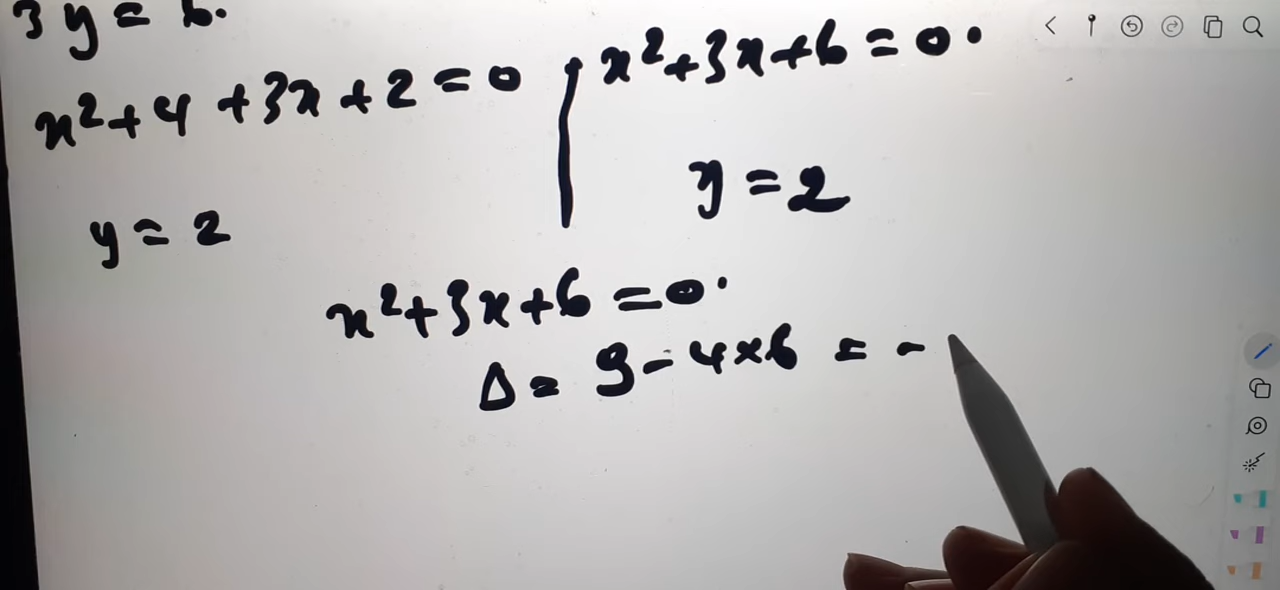 3y = 6.
x²+4+3x+2=0
x²+3x+6=0.
y=2
y=2
x²+3x+6=0.
Δ= 9-4×6 = -